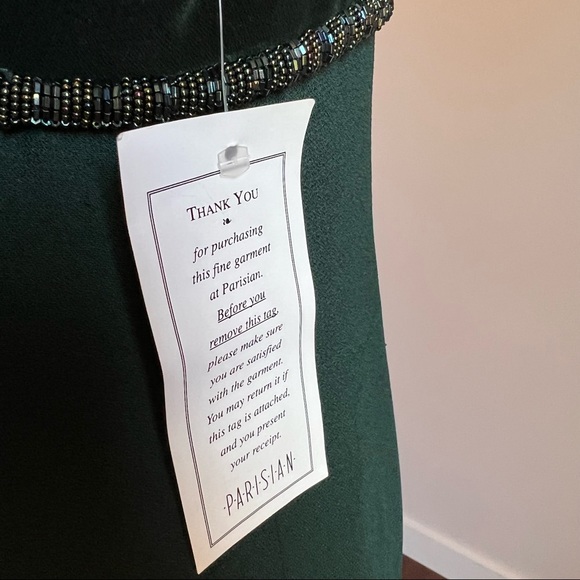 THANK YOU
for purchasing
this fine garment
at Parisian.
Before you
remove this tag,
please make sure
you are satisfied
with the garment.
You may return it if
this tag is attached,
and you present
your receipt.
·P·A·R·I·S·I·A·N·